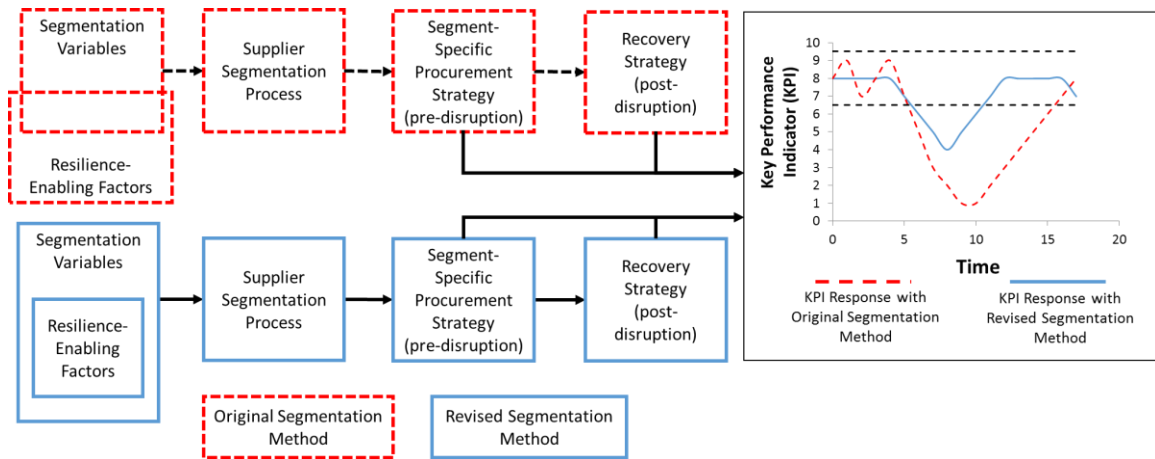 Segmentation
Variables
Resilience-
Enabling Factors
Supplier
Segmentation
Process
Segment-
Specific
Procurement
Strategy
(pre-disruption)
Recovery
Strategy
(post-
disruption)
Segmentation
Variables
Resilience-
Enabling
Factors
Supplier
Segmentation
Process
Segment-
Specific
Procurement
Strategy
(pre-disruption)
Recovery
Strategy
(post-
disruption)
Original Segmentation
Method
Revised Segmentation
Method
Key Performance
Indicator (KPI)
10
9
8
7
6
5
4
3
2
1
0
0 5 10 15 20
Time
KPI Response with
Original Segmentation
Method
KPI Response with
Revised Segmentation
Method